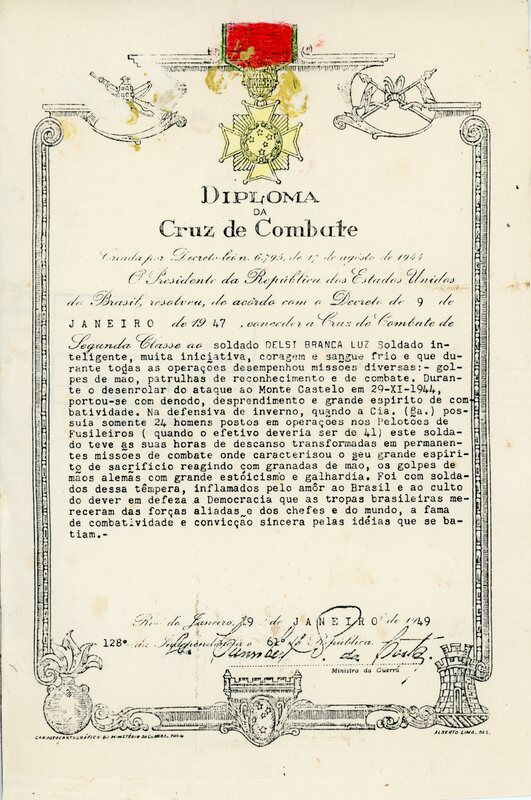 DIPLOMA
DA
Cruz de Combate
Creada por Decreto-lei n. 6.795, de 17 de agosto de 1944
O Presidente da República dos Estados Unidos
do Brasil, resolveu, de acôrdo com o Decreto de 9 de
JANEIRO de 1947, conceder a Cruz de Combate de
Segunda Classe ao soldado DELSI BRANCA LUZ Soldado in-
teligente, muita iniciativa, coragem e sangue frio e que du-
rante todas as operações desempenhou missoes diversas:- gol-
pes de mão, patrulhas de reconhecimento e de combate. Duran-
te o desenrolar do ataque ao Monte Castelo em 29-XI-1944,
portou-se com denodo, desprendimento e grande espírito de com-
batividade. Na defensiva de inverno, quando a Cia. (8a.) pos-
suia somente 24 homens postos em operações nos Pelotões de
Fusileiros ( quando o efetivo deveria ser de 41) este solda-
do teve as suas horas de descanso transformadas em permanen-
tes missões de combate onde caracterisou o seu grande espiri-
to de sacrificio reagindo com granadas de mão, os golpes de
mãos alemãs com grande estóicismo e galhardia. Foi com solda-
dos dessa têmpera, inflamados pelo amôr ao Brasil e ao culto
do dever em defeza a Democracia que as tropas brasileiras me-
receram das forças aliadas e dos chefes e do mundo, a fama
de combatividade e convicção sincera pelas idéias que se ba-
tiam.-
Rio de Janeiro, 19 de JANEIRO de 1949
128º da Independencia e 61º da República
Ministro da Guerra
ALBERTO LIMA, DES.